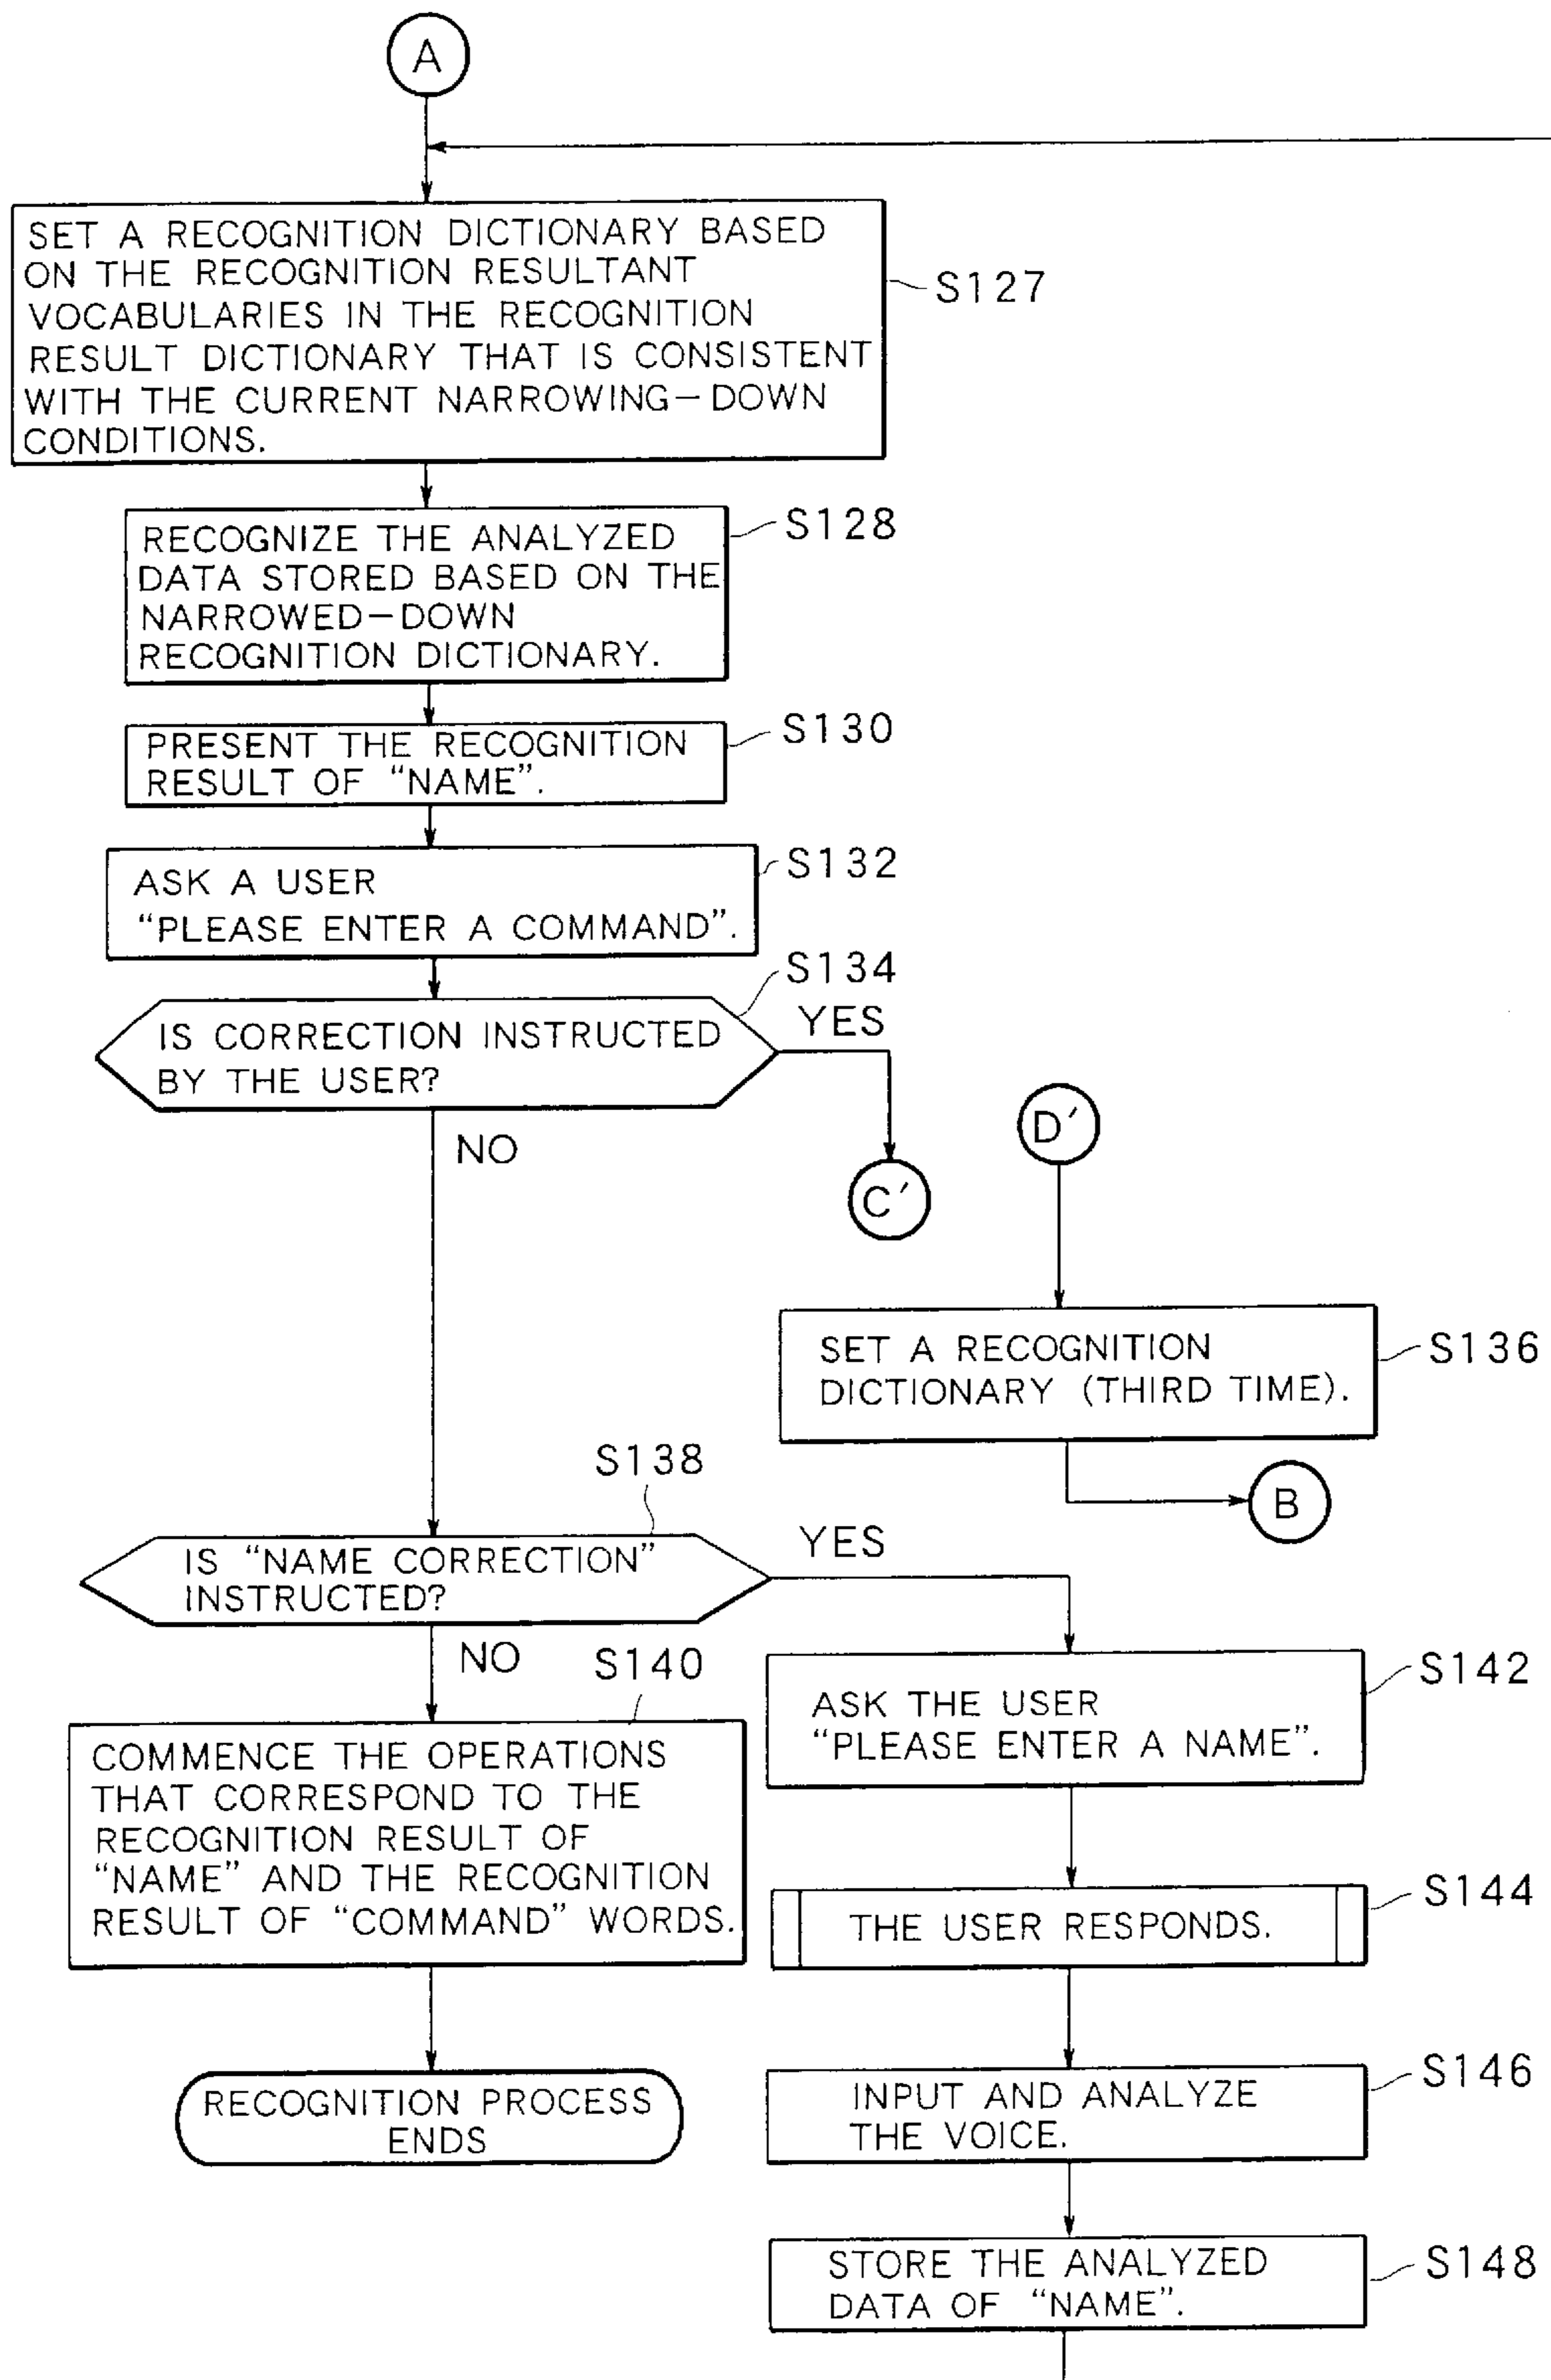 A
SET A RECOGNITION DICTIONARY BASED
ON THE RECOGNITION RESULTANT
VOCABULARIES IN THE RECOGNITION
RESULT DICTIONARY THAT IS CONSISTENT
WITH THE CURRENT NARROWING-DOWN
CONDITIONS.
S127
RECOGNIZE THE ANALYZED
DATA STORED BASED ON THE
NARROWED-DOWN
RECOGNITION DICTIONARY.
S128
PRESENT THE RECOGNITION
RESULT OF “NAME”.
S130
ASK A USER
“PLEASE ENTER A COMMAND”.
S132
S134
IS CORRECTION INSTRUCTED
BY THE USER?
YES
NO
C′
D′
SET A RECOGNITION
DICTIONARY (THIRD TIME).
S136
B
S138
IS “NAME CORRECTION”
INSTRUCTED?
YES
NO
S140
COMMENCE THE OPERATIONS
THAT CORRESPOND TO THE
RECOGNITION RESULT OF
“NAME” AND THE RECOGNITION
RESULT OF “COMMAND” WORDS.
RECOGNITION PROCESS
ENDS
ASK THE USER
“PLEASE ENTER A NAME”.
S142
THE USER RESPONDS.
S144
INPUT AND ANALYZE
THE VOICE.
S146
STORE THE ANALYZED
DATA OF “NAME”.
S148